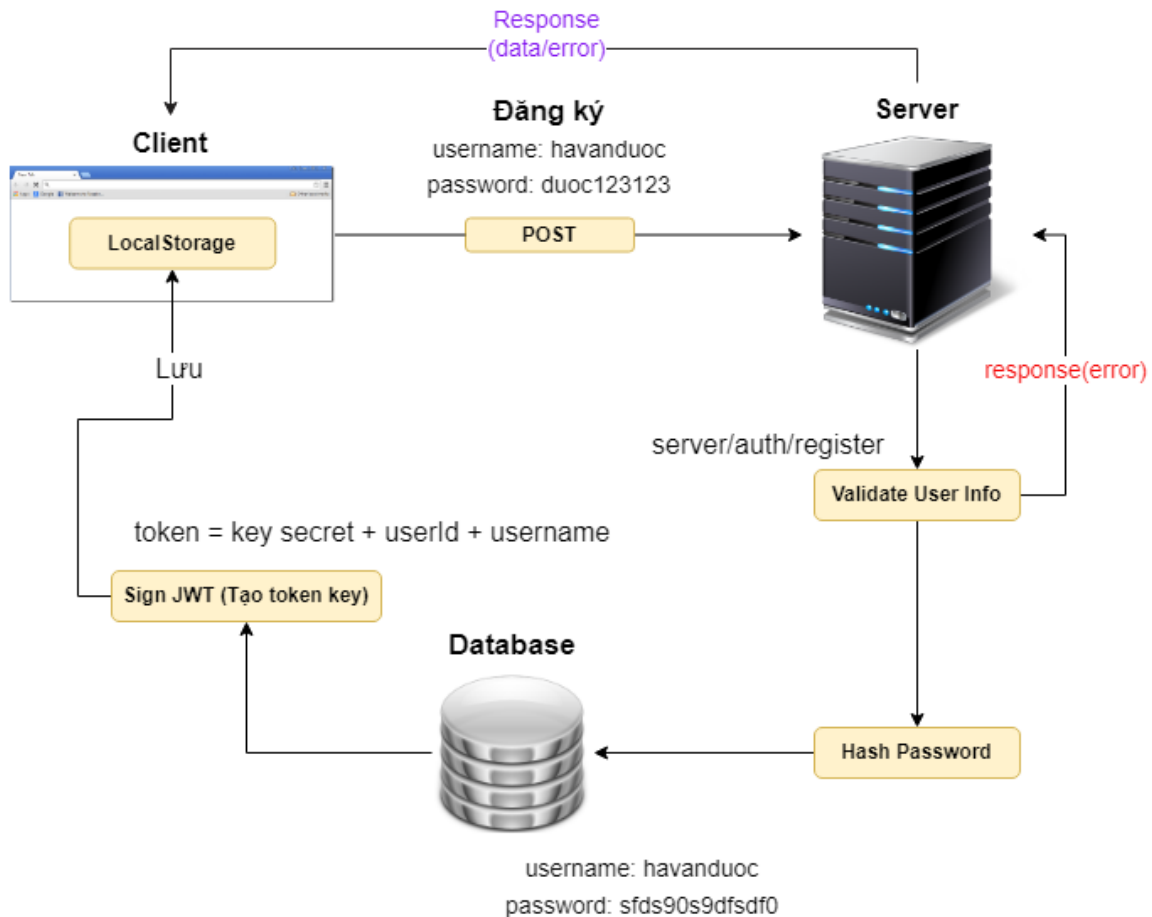 Response
(data/error)
Đăng ký
Server
Client
username: havanduoc
password: duoc123123
LocalStorage
POST
Lưu
response(error)
server/auth/register
Validate User Info
token = key secret + userId + username
Sign JWT (Tạo token key)
Database
Hash Password
username: havanduoc
password: sfds90s9dfsdf0